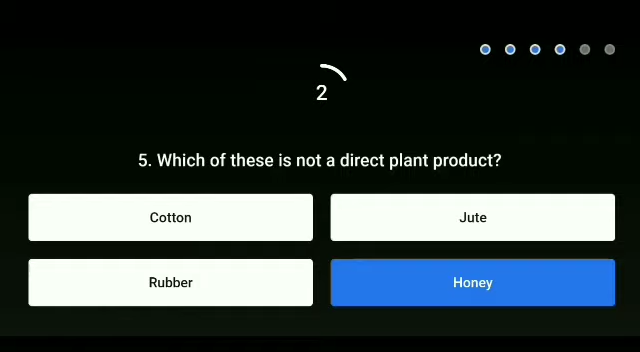 2
5. Which of these is not a direct plant product?
Cotton
Jute
Rubber
Honey